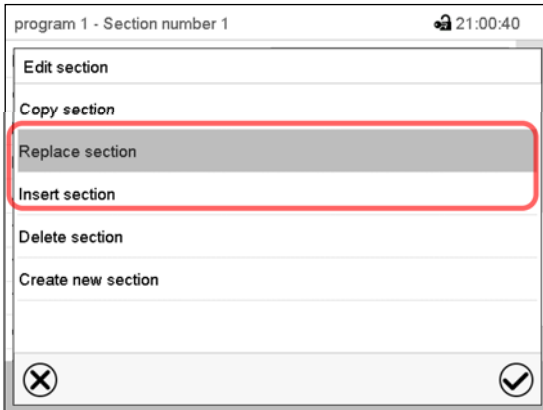 program 1 - Section number 1 21:00:40
Edit section
Copy section
Replace section
Insert section
Delete section
Create new section